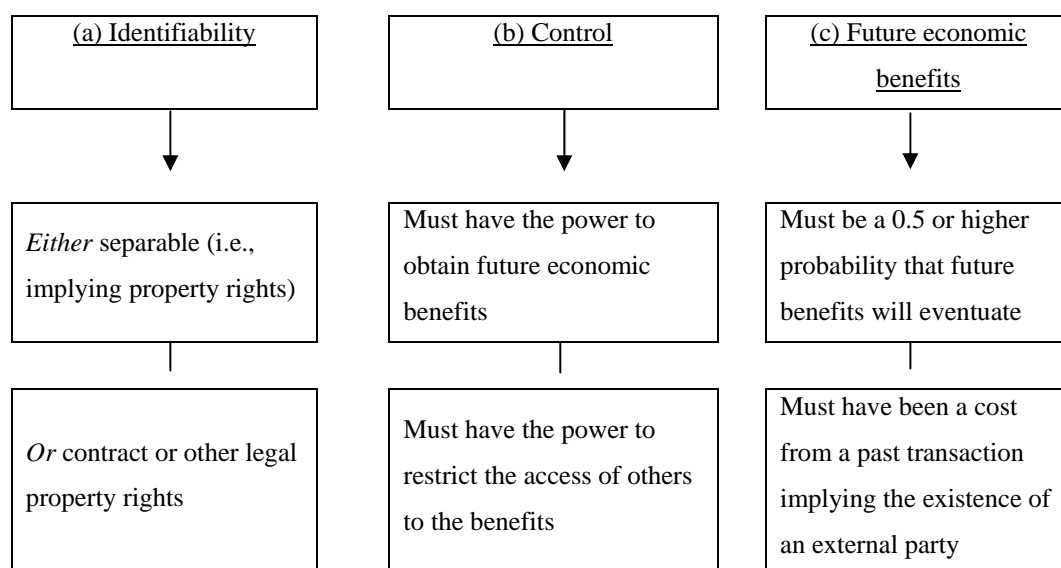 (a) Identifiability
Either separable (i.e.,
implying property rights)
Or contract or other legal
property rights
(b) Control
Must have the power to
obtain future economic
benefits
Must have the power to
restrict the access of others
to the benefits
(c) Future economic
benefits
Must be a 0.5 or higher
probability that future
benefits will eventuate
Must have been a cost
from a past transaction
implying the existence of
an external party